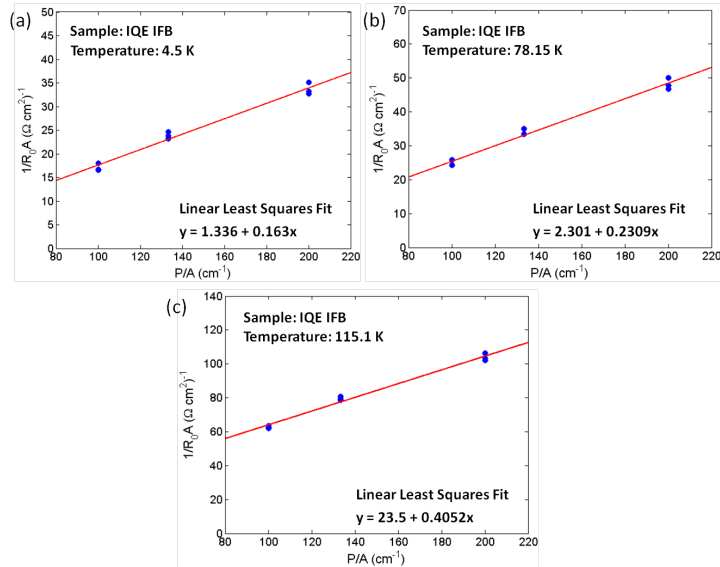 (a)
Sample: IQE IFB
Temperature: 4.5 K
50
45
40
35
30
25
20
15
10
5
0
1/R₀A (Ω cm²)⁻¹
Linear Least Squares Fit
y = 1.336 + 0.163x
80 100 120 140 160 180 200 220
P/A (cm⁻¹)
(b)
Sample: IQE IFB
Temperature: 78.15 K
70
60
50
40
30
20
10
0
1/R₀A (Ω cm²)⁻¹
Linear Least Squares Fit
y = 2.301 + 0.2309x
80 100 120 140 160 180 200 220
P/A (cm⁻¹)
(c)
Sample: IQE IFB
Temperature: 115.1 K
140
120
100
80
60
40
20
0
1/R₀A (Ω cm²)⁻¹
Linear Least Squares Fit
y = 23.5 + 0.4052x
80 100 120 140 160 180 200 220
P/A (cm⁻¹)